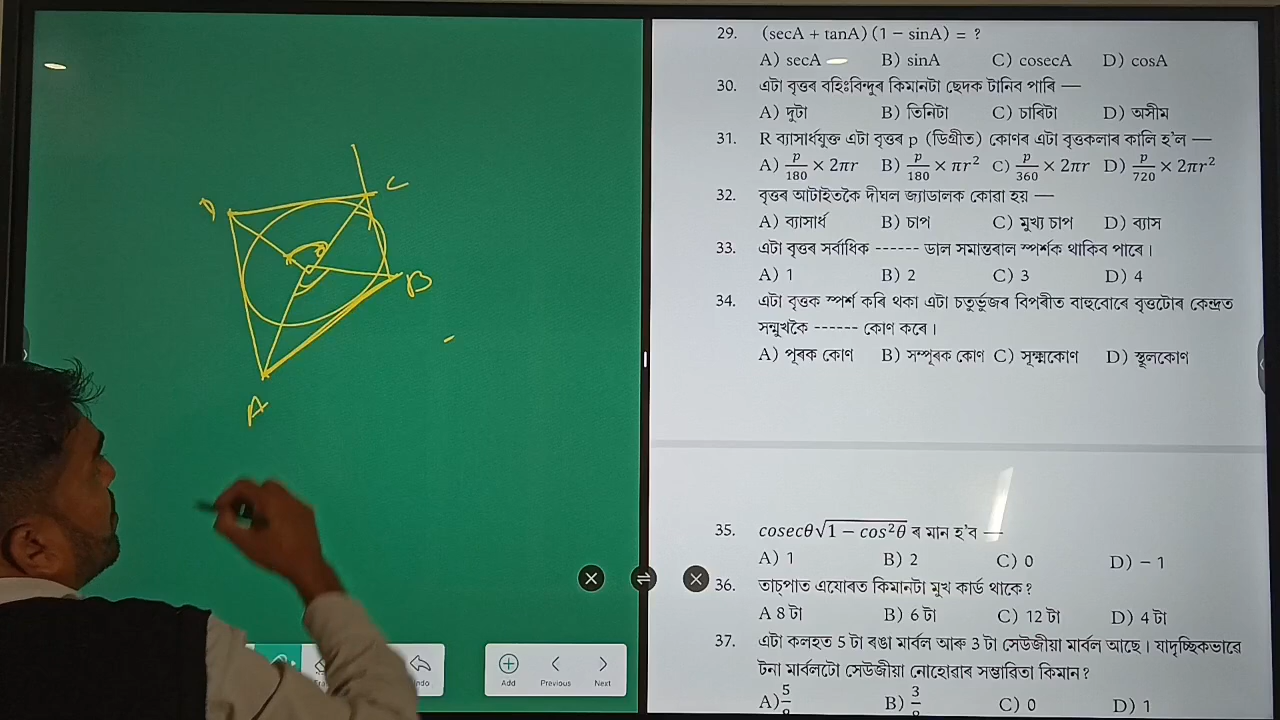 29. (secA + tanA) (1 − sinA) = ?
A) secA B) sinA C) cosecA D) cosA
30. এটা বৃত্তৰ বহিঃবিন্দুৰ কিমানটা ছেদক টানিব পাৰি —
A) দুটা B) তিনিটা C) চাৰিটা D) অসীম
31. R ব্যাসাৰ্ধযুক্ত এটা বৃত্তৰ p (ডিগ্ৰীত) কোণৰ এটা বৃত্তকলাৰ কালি হ'ল —
A) p/180 × 2πr B) p/180 × πr² C) p/360 × 2πr D) p/720 × 2πr²
32. বৃত্তৰ আটাইতকৈ দীঘল জ্যাডালক কোৱা হয় —
A) ব্যাসাৰ্ধ B) চাপ C) মুখ্য চাপ D) ব্যাস
33. এটা বৃত্তৰ সৰ্বাধিক ------ ডাল সমান্তৰাল স্পৰ্শক থাকিব পাৰে।
A) 1 B) 2 C) 3 D) 4
34. এটা বৃত্তক স্পৰ্শ কৰি থকা এটা চতুৰ্ভুজৰ বিপৰীত বাহুবোৰে বৃত্তটোৰ কেন্দ্ৰত
সন্মুখকৈ ------ কোণ কৰে।
A) পূৰক কোণ B) সম্পূৰক কোণ C) সূক্ষ্মকোণ D) স্থূলকোণ
C
B
A
35. cosecθ√1 − cos²θ ৰ মান হ'ব —
A) 1 B) 2 C) 0 D) − 1
36. তাচ্‌পাত এযোৰত কিমানটা মুখ কাৰ্ড থাকে?
A 8 টা B) 6 টা C) 12 টা D) 4 টা
37. এটা কলহত 5 টা ৰঙা মাৰ্বল আৰু 3 টা সেউজীয়া মাৰ্বল আছে। যাদৃচ্ছিকভাৱে
টনা মাৰ্বলটো সেউজীয়া নোহোৱাৰ সম্ভাৱিতা কিমান?
A) 5/8 B) 3/8 C) 0 D) 1
Add Previous Next